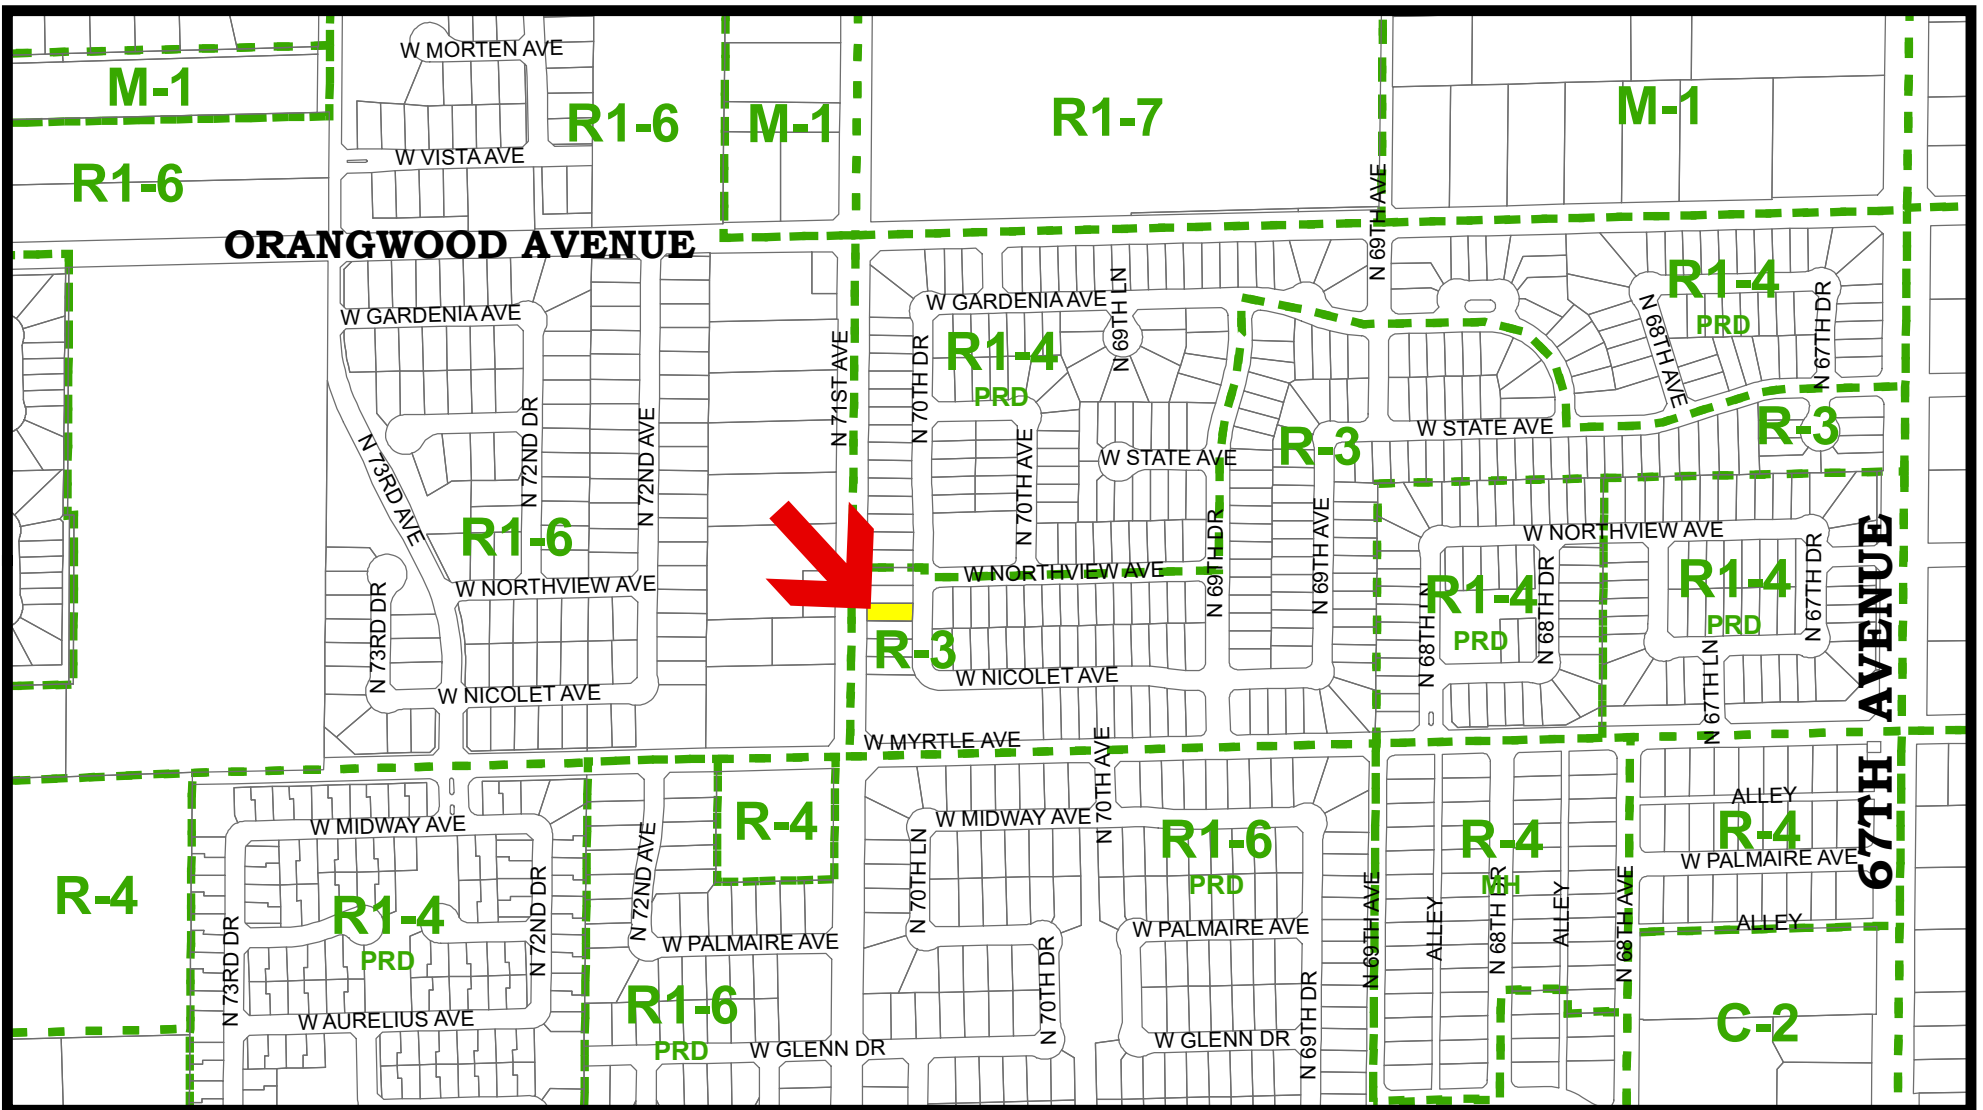 W MORTEN AVE
M-1
R1-6
M-1
R1-7
M-1
W VISTA AVE
R1-6
N 69TH AVE
ORANGWOOD AVENUE
R1-4
PRD
N 68TH AVE
N 67TH DR
W GARDENIA AVE
W GARDENIA AVE
N 69TH LN
N 71ST AVE
N 70TH DR
R1-4
PRD
N 72ND DR
N 72ND AVE
N 73RD AVE
N 70TH AVE
W STATE AVE
R-3
W STATE AVE
R-3
R1-6
W NORTHVIEW AVE
W NORTHVIEW AVE
N 69TH DR
N 69TH AVE
W NORTHVIEW AVE
N 68TH LN
R1-4
PRD
N 68TH DR
R1-4
PRD
N 67TH DR
67TH AVENUE
N 73RD DR
R-3
W NICOLET AVE
W NICOLET AVE
N 67TH LN
W MYRTLE AVE
N 70TH AVE
R-4
W MIDWAY AVE
W MIDWAY AVE
N 72ND AVE
N 70TH LN
R1-6
PRD
R-4
MH
ALLEY
R-4
W PALMAIRE AVE
ALLEY
67TH
R-4
R1-4
PRD
N 73RD DR
N 72ND DR
W PALMAIRE AVE
W PALMAIRE AVE
N 69TH AVE
ALLEY
N 68TH DR
ALLEY
N 68TH AVE
W AURELIUS AVE
R1-6
PRD
W GLENN DR
N 70TH DR
W GLENN DR
N 69TH DR
C-2